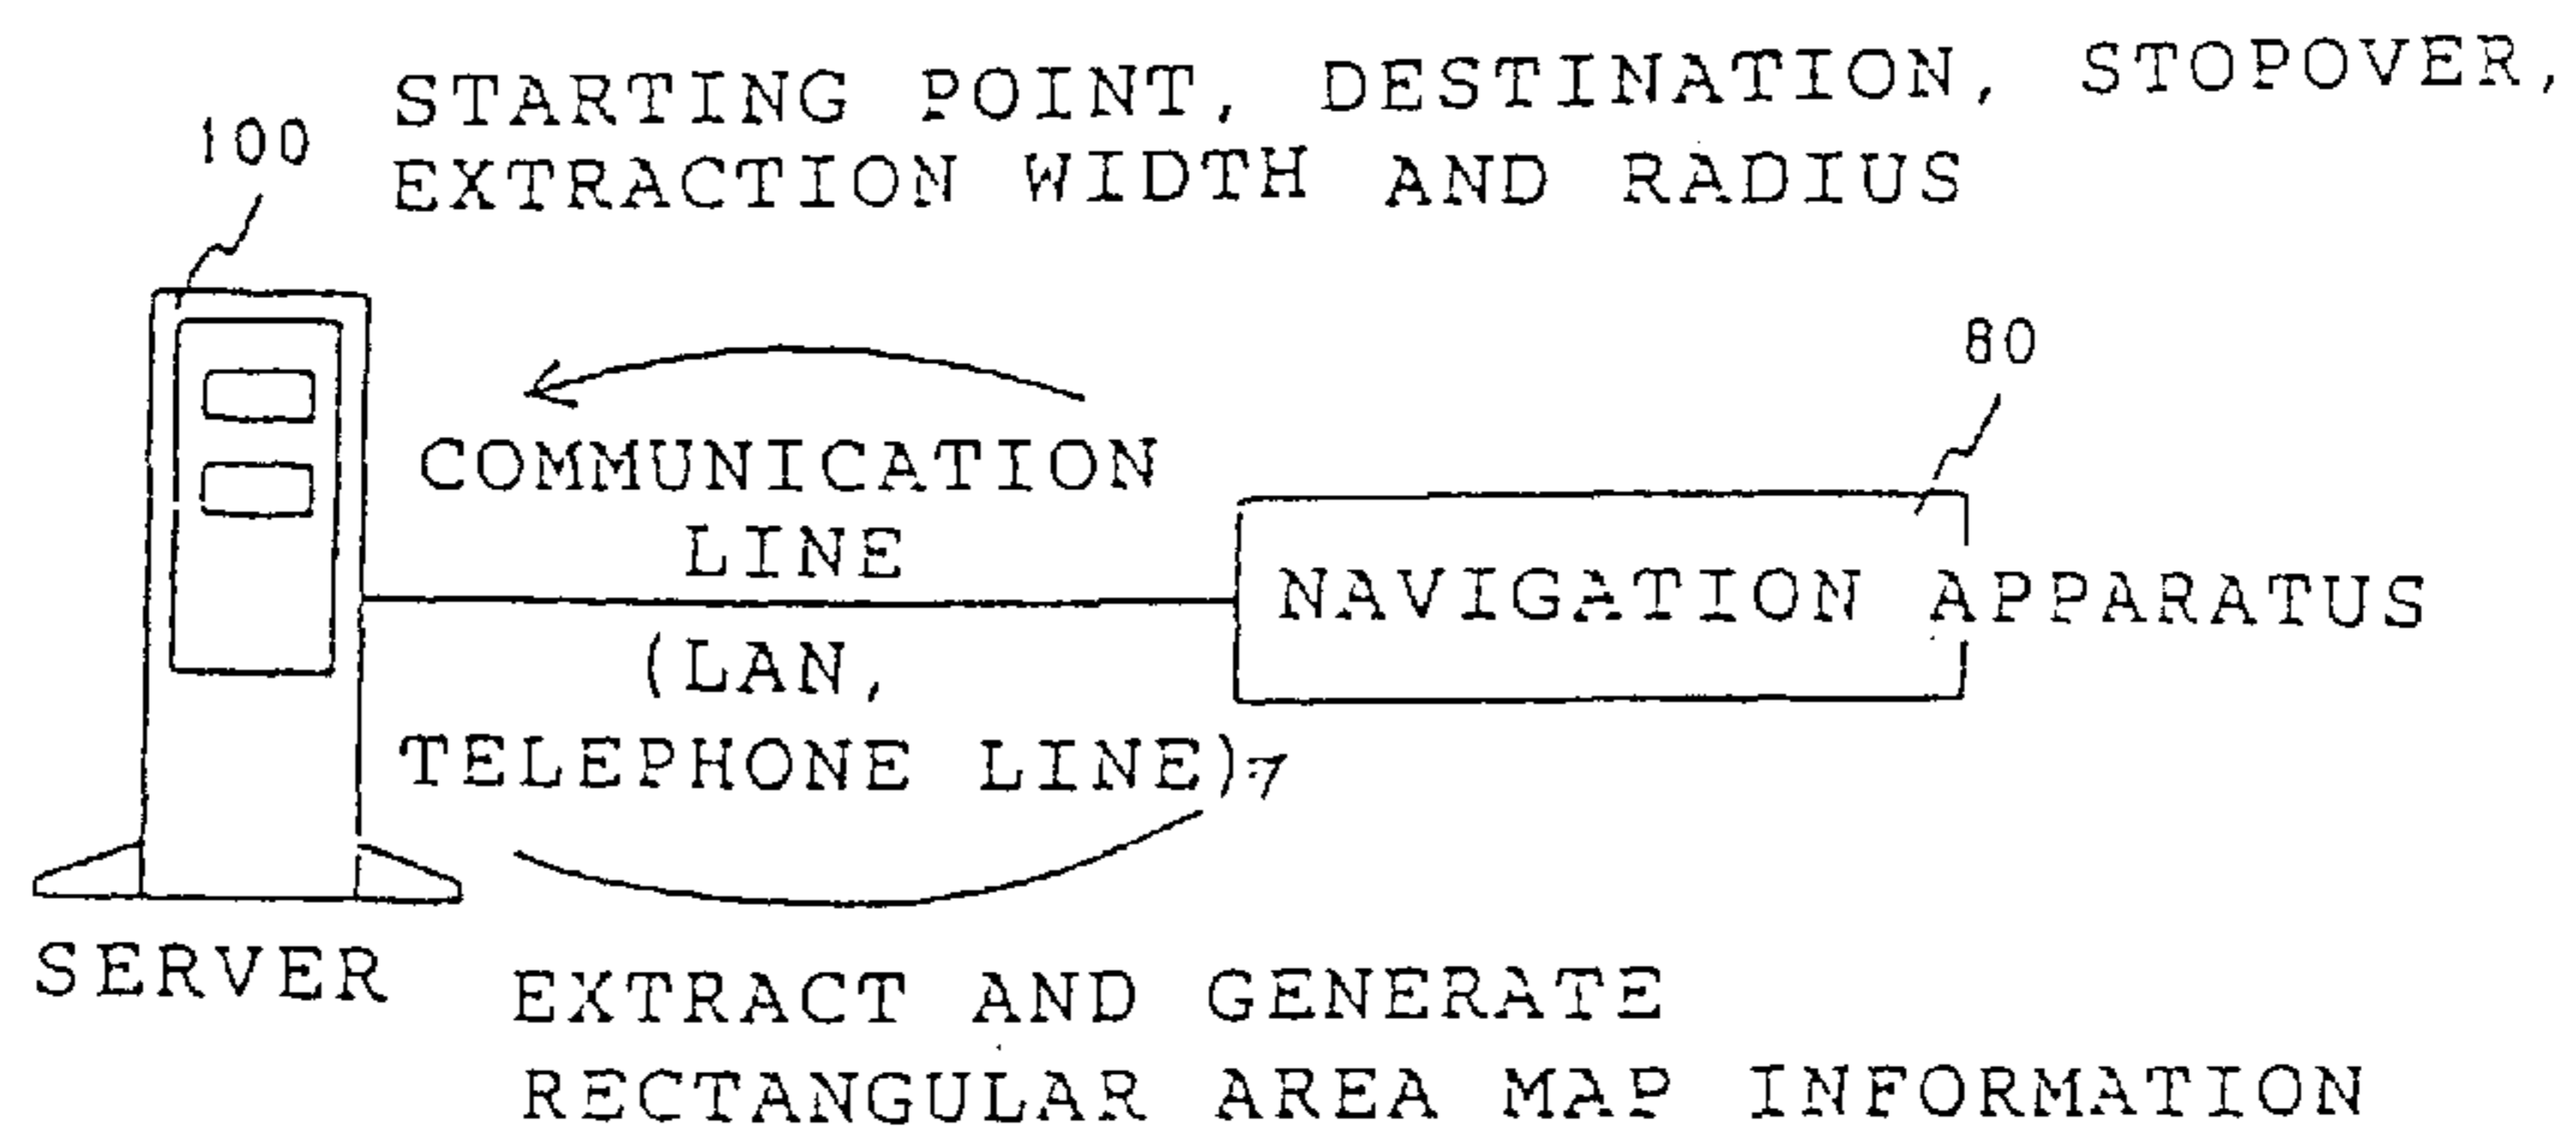 STARTING POINT, DESTINATION, STOPOVER,
EXTRACTION WIDTH AND RADIUS
100
80
COMMUNICATION
LINE
NAVIGATION APPARATUS
(LAN,
TELEPHONE LINE)
SERVER
EXTRACT AND GENERATE
RECTANGULAR AREA MAP INFORMATION